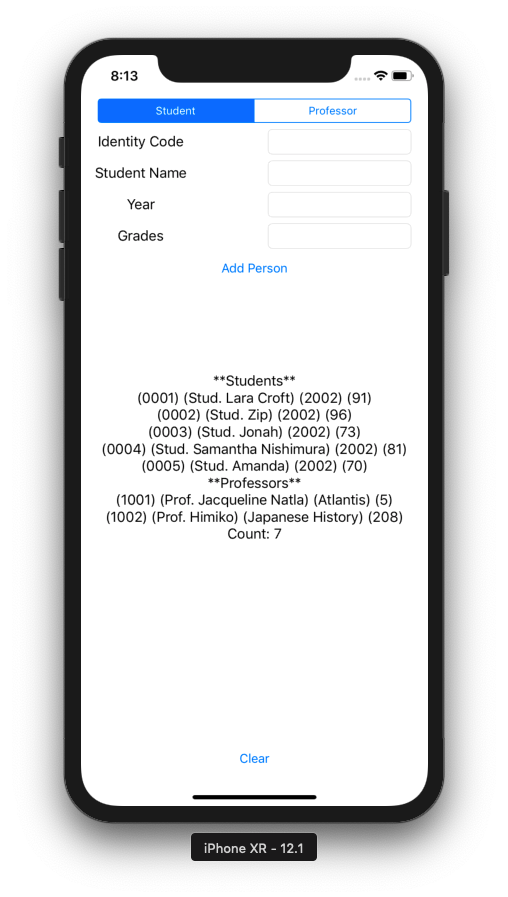 8:13
Student Professor
Identity Code
Student Name
Year
Grades
Add Person
**Students**
(0001) (Stud. Lara Croft) (2002) (91)
(0002) (Stud. Zip) (2002) (96)
(0003) (Stud. Jonah) (2002) (73)
(0004) (Stud. Samantha Nishimura) (2002) (81)
(0005) (Stud. Amanda) (2002) (70)
**Professors**
(1001) (Prof. Jacqueline Natla) (Atlantis) (5)
(1002) (Prof. Himiko) (Japanese History) (208)
Count: 7
Clear
iPhone XR - 12.1